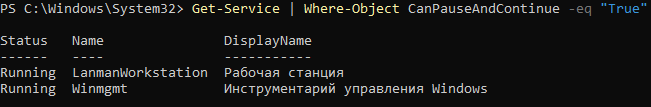 PS C:\Windows\System32> Get-Service | Where-Object CanPauseAndContinue -eq "True"
Status Name DisplayName
------ ---- -----------
Running LanmanWorkstation Рабочая станция
Running Winmgmt Инструментарий управления Windows